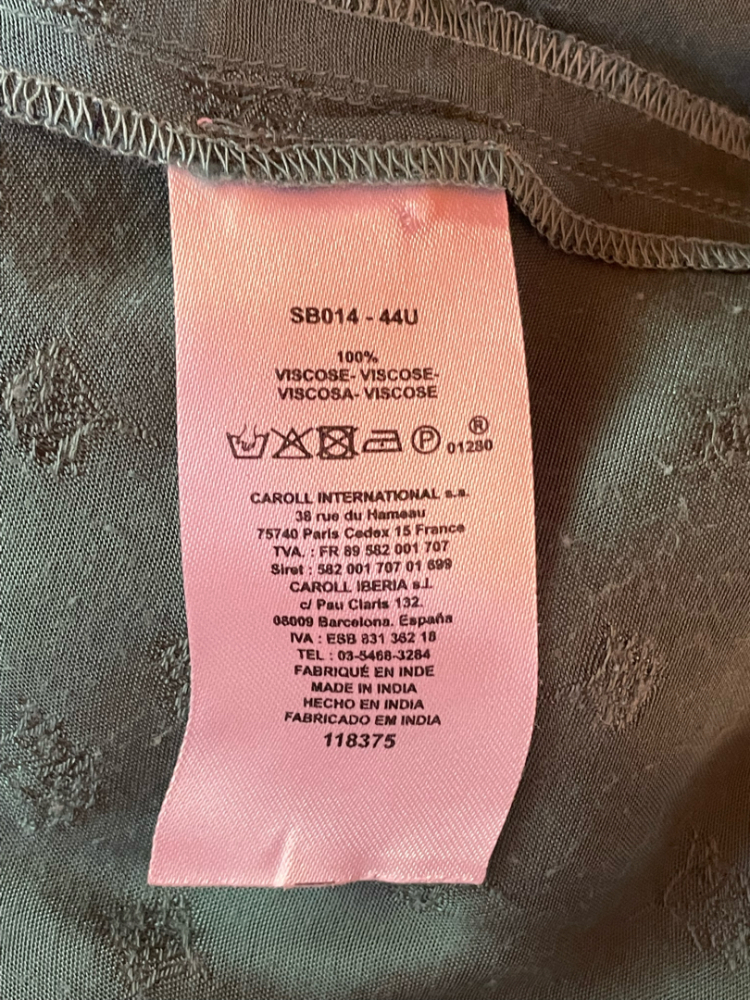 SB014 - 44U
100%
VISCOSE- VISCOSE-
VISCOSA- VISCOSE
P ® 01280
CAROLL INTERNATIONAL s.a.
38 rue du Hameau
75740 Paris Cedex 15 France
TVA. : FR 89 582 001 707
Siret : 582 001 707 01 699
CAROLL IBERIA s.L
c/ Pau Claris 132.
08009 Barcelona. España
IVA : ESB 831 362 18
TEL : 03-5468-3284
FABRIQUÉ EN INDE
MADE IN INDIA
HECHO EN INDIA
FABRICADO EM INDIA
118375